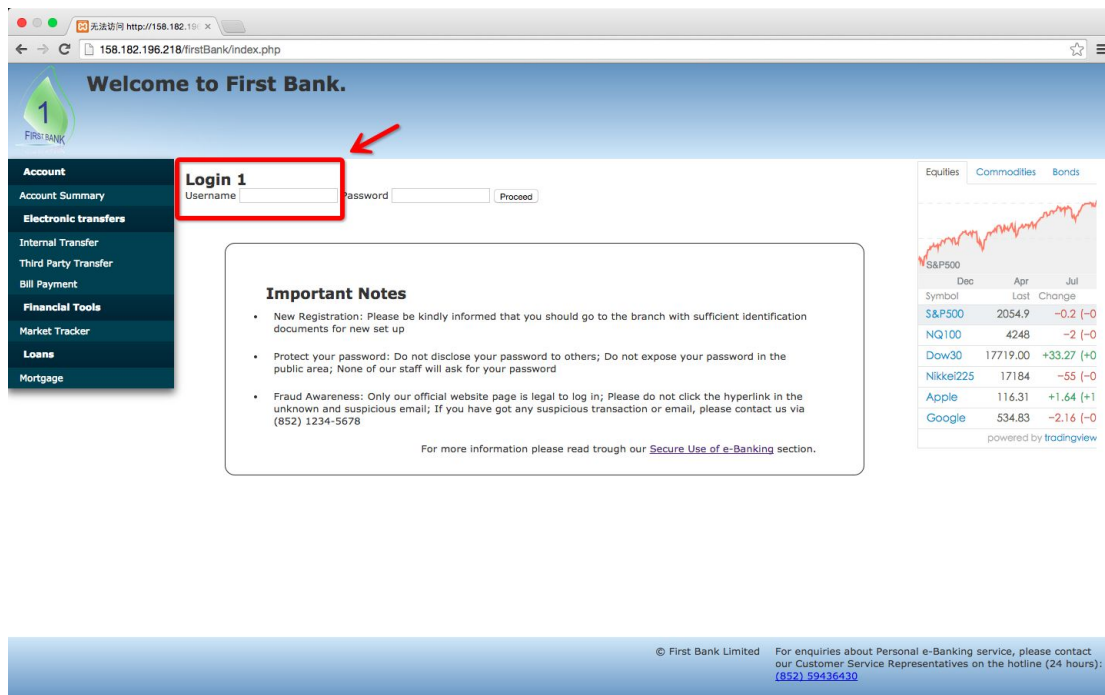 无法访问 http://158.182.196
158.182.196.218/firstBank/index.php
Welcome to First Bank.
1
FIRST BANK
Account
Account Summary
Electronic transfers
Internal Transfer
Third Party Transfer
Bill Payment
Financial Tools
Market Tracker
Loans
Mortgage
Login 1
Username Password Proceed
Important Notes
• New Registration: Please be kindly informed that you should go to the branch with sufficient identification
documents for new set up
• Protect your password: Do not disclose your password to others; Do not expose your password in the
public area; None of our staff will ask for your password
• Fraud Awareness: Only our official website page is legal to log in; Please do not click the hyperlink in the
unknown and suspicious email; If you have got any suspicious transaction or email, please contact us via
(852) 1234-5678
For more information please read trough our Secure Use of e-Banking section.
Equities Commodities Bonds
S&P500
Dec Apr Jul
Symbol Last Change
S&P500 2054.9 −0.2 (−0
NQ100 4248 −2 (−0
Dow30 17719.00 +33.27 (+0
Nikkei225 17184 −55 (−0
Apple 116.31 +1.64 (+1
Google 534.83 −2.16 (−0
powered by tradingview
© First Bank Limited
For enquiries about Personal e-Banking service, please contact
our Customer Service Representatives on the hotline (24 hours):
(852) 59436430